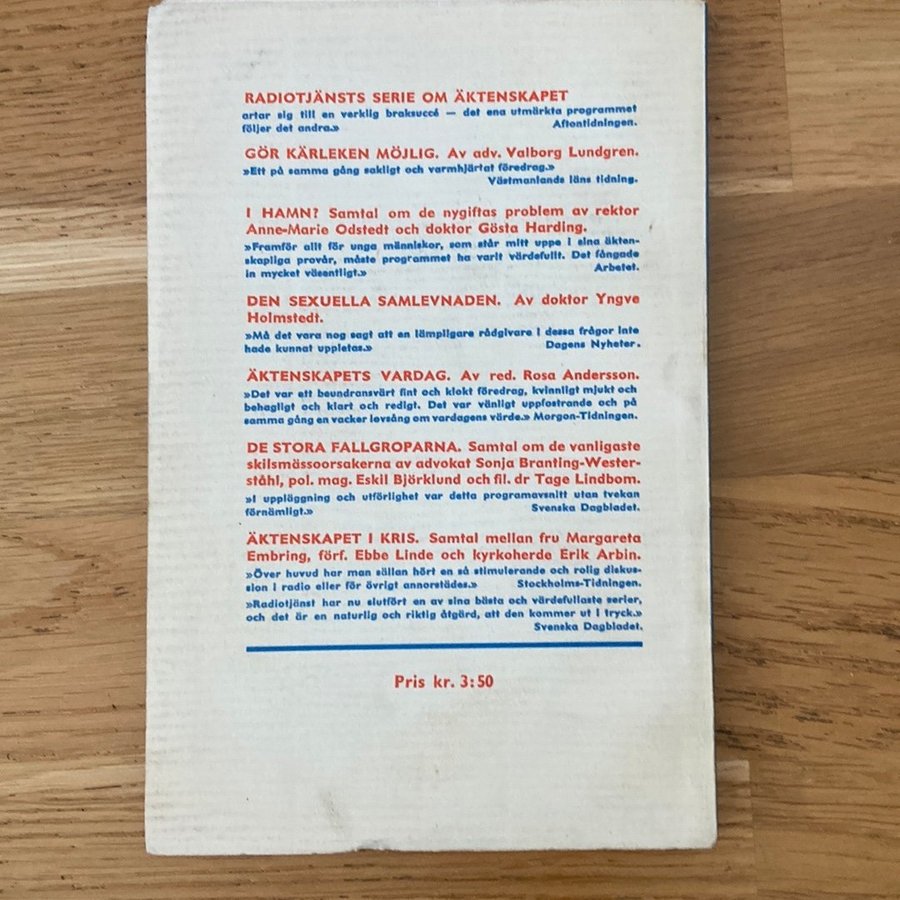 RADIOTJÄNSTS SERIE OM ÄKTENSKAPET
artar sig till en verklig braksuccé — det ena utmärkta programmet
följer det andra.» Aftontidningen.
GÖR KÄRLEKEN MÖJLIG. Av adv. Valborg Lundgren.
»Ett på samma gång sakligt och varmhjärtat föredrag.»
Västmanlands läns tidning.
I HAMN? Samtal om de nygiftas problem av rektor
Anne-Marie Odstedt och doktor Gösta Harding.
»Framför allt för unga människor, som står mitt uppe i sina äkten-
skapliga provår, måste programmet ha varit värdefullt. Det fångade
in mycket väsentligt.» Arbetet.
DEN SEXUELLA SAMLEVNADEN. Av doktor Yngve
Holmstedt.
»Må det vara nog sagt att en lämpligare rådgivare i dessa frågor inte
hade kunnat uppletas.» Dagens Nyheter.
ÄKTENSKAPETS VARDAG. Av red. Rosa Andersson.
»Det var ett beundransvärt fint och klokt föredrag, kvinnligt mjukt och
behagligt och klart och redigt. Det var vänligt uppfostrande och på
samma gång en vacker lovsång om vardagens värde.» Morgon-Tidningen.
DE STORA FALLGROPARNA. Samtal om de vanligaste
skilsmässoorsakerna av advokat Sonja Branting-Wester-
ståhl, pol. mag. Eskil Björklund och fil. dr Tage Lindbom.
»I uppläggning och utförlighet var detta programavsnitt utan tvekan
förnämligt.» Svenska Dagbladet.
ÄKTENSKAPET I KRIS. Samtal mellan fru Margareta
Embring, förf. Ebbe Linde och kyrkoherde Erik Arbin.
»Över huvud har man sällan hört en så stimulerande och rolig diskus-
sion i radio eller för övrigt annorstädes.» Stockholms-Tidningen.
»Radiotjänst har nu slutfört en av sina bästa och värdefullaste serier,
och det är en naturlig och riktig åtgärd, att den kommer ut i tryck.»
Svenska Dagbladet.
Pris kr. 3:50